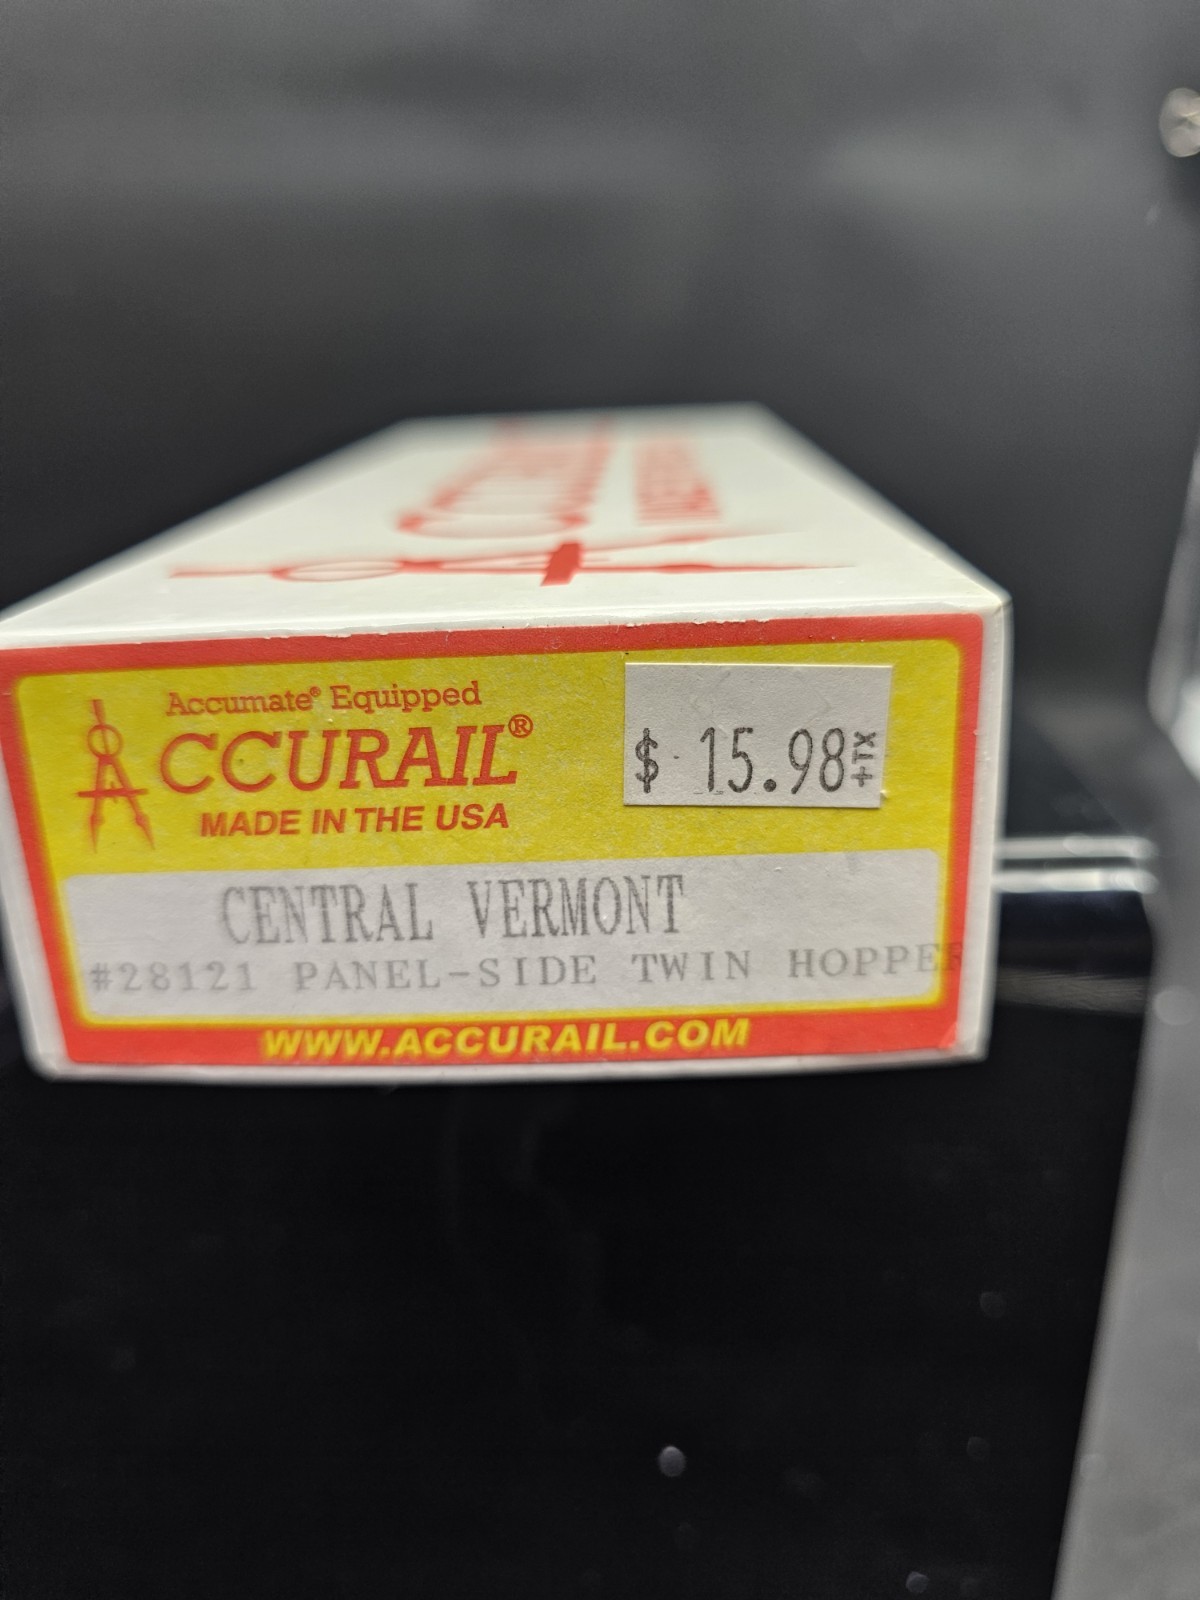 Accumate® Equipped
ACCURAIL®
MADE IN THE USA
$ 15.98 +TX
CENTRAL VERMONT
#28121 PANEL-SIDE TWIN HOPPER
WWW.ACCURAIL.COM